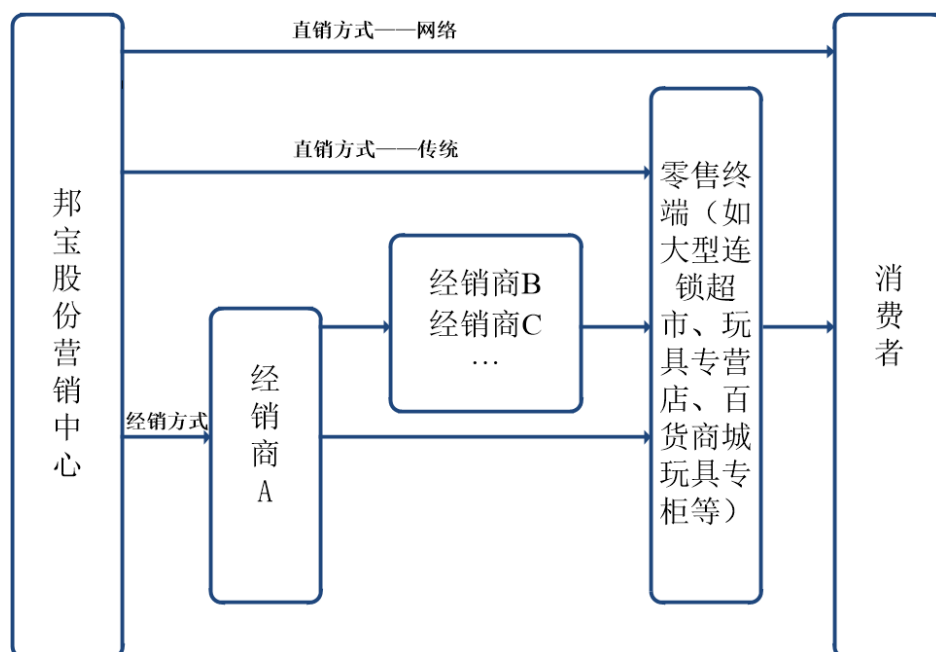 直销方式——网络
直销方式——传统
邦宝股份营销中心
经销方式
经销商A
经销商B
经销商C
…
零售终
端（如
大型连
锁超
市、玩
具专营
店、百
货商城
玩具专
柜等）
消费者